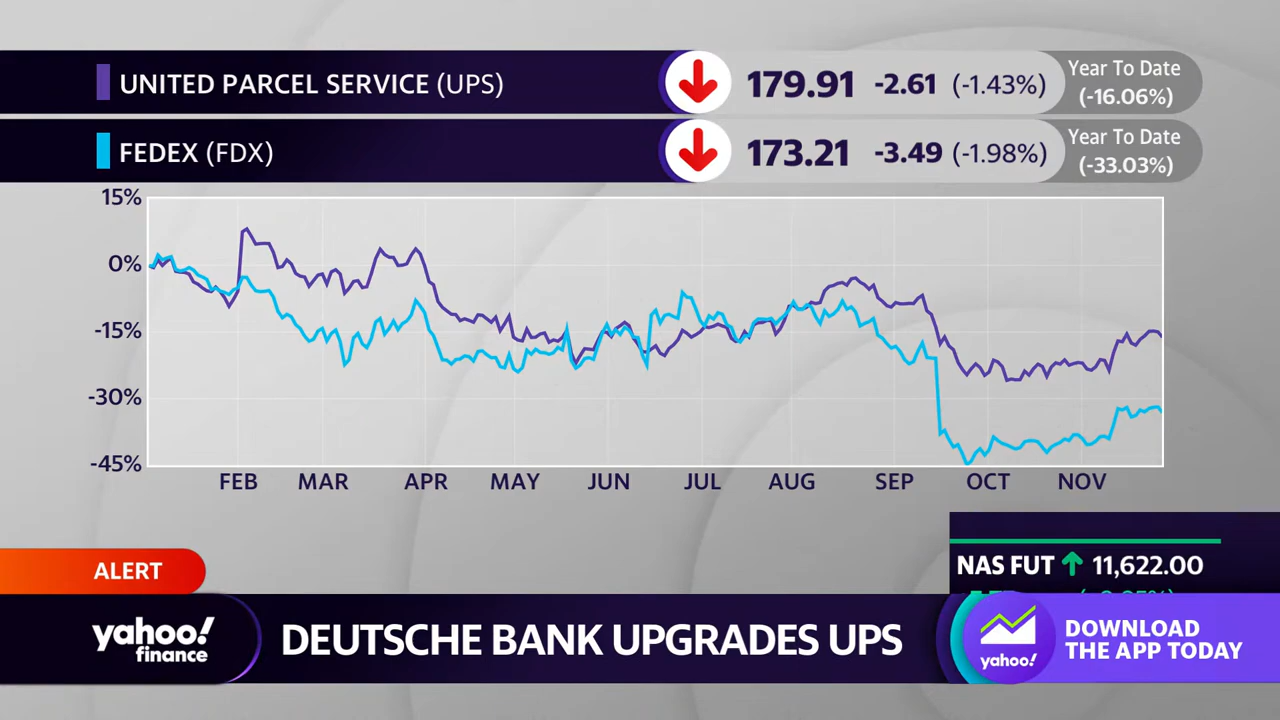 UNITED PARCEL SERVICE (UPS) 179.91 -2.61 (-1.43%) Year To Date (-16.06%)
FEDEX (FDX) 173.21 -3.49 (-1.98%) Year To Date (-33.03%)
15%
0%
-15%
-30%
-45%
FEB MAR APR MAY JUN JUL AUG SEP OCT NOV
ALERT
NAS FUT 11,622.00
yahoo!
finance
DEUTSCHE BANK UPGRADES UPS
yahoo!
DOWNLOAD
THE APP TODAY